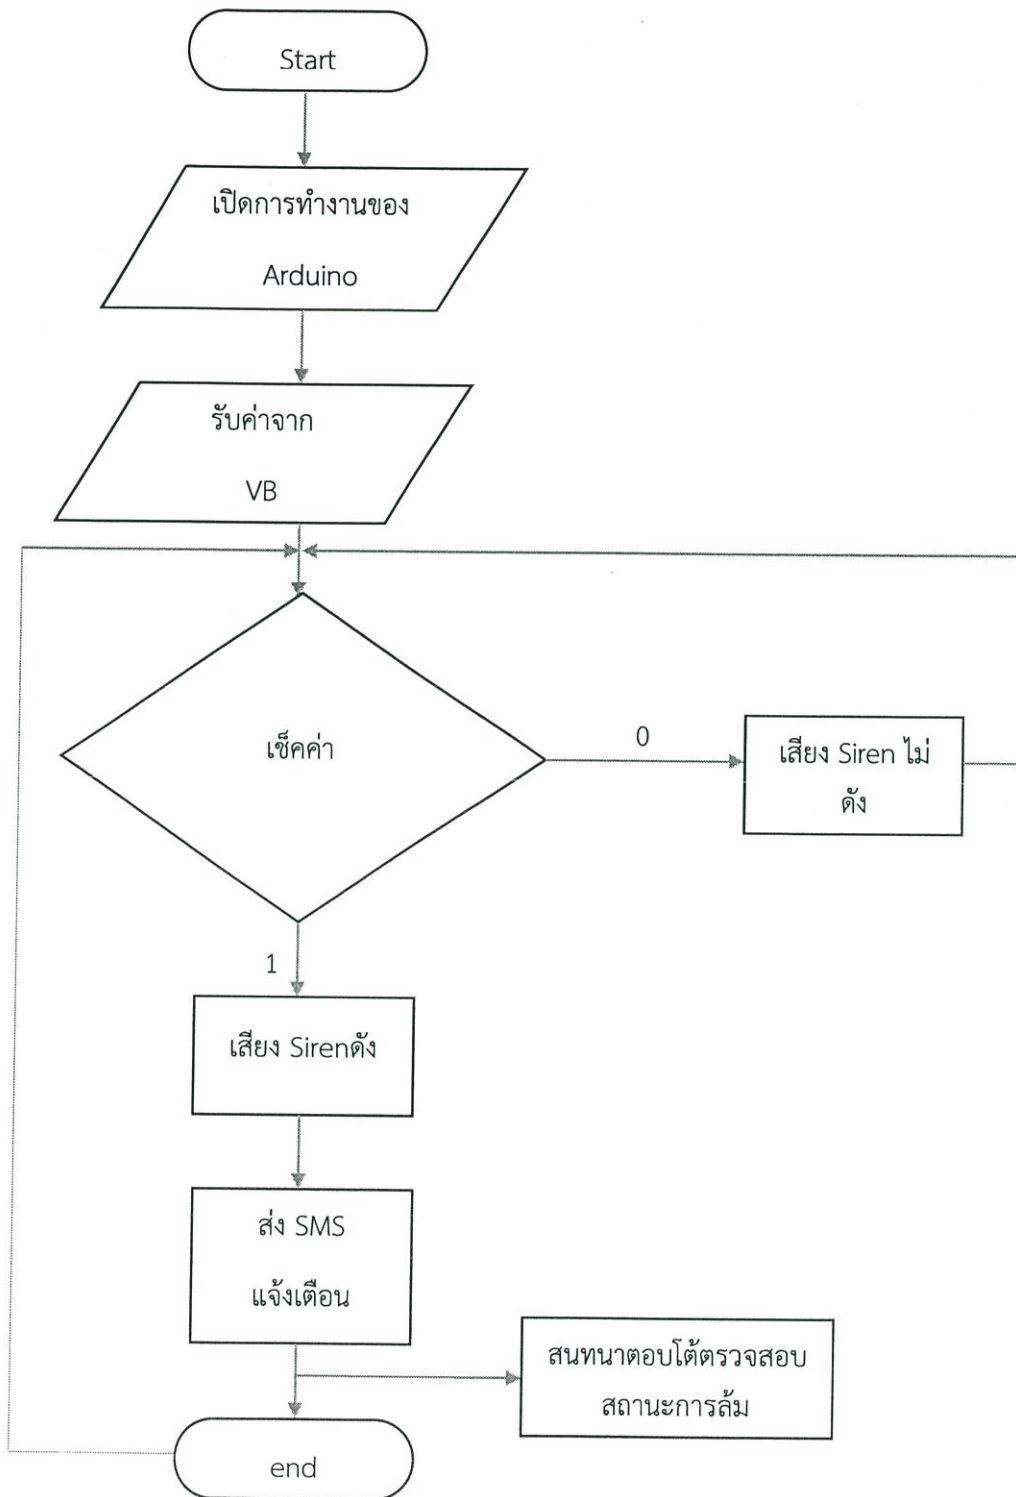 Start
เปิดการทำงานของ
Arduino
รับค่าจาก
VB
เช็คค่า
0
เสียง Siren ไม่
ดัง
1
เสียง Sirenดัง
ส่ง SMS
แจ้งเตือน
สนทนาตอบโต้ตรวจสอบ
สถานะการล้ม
end